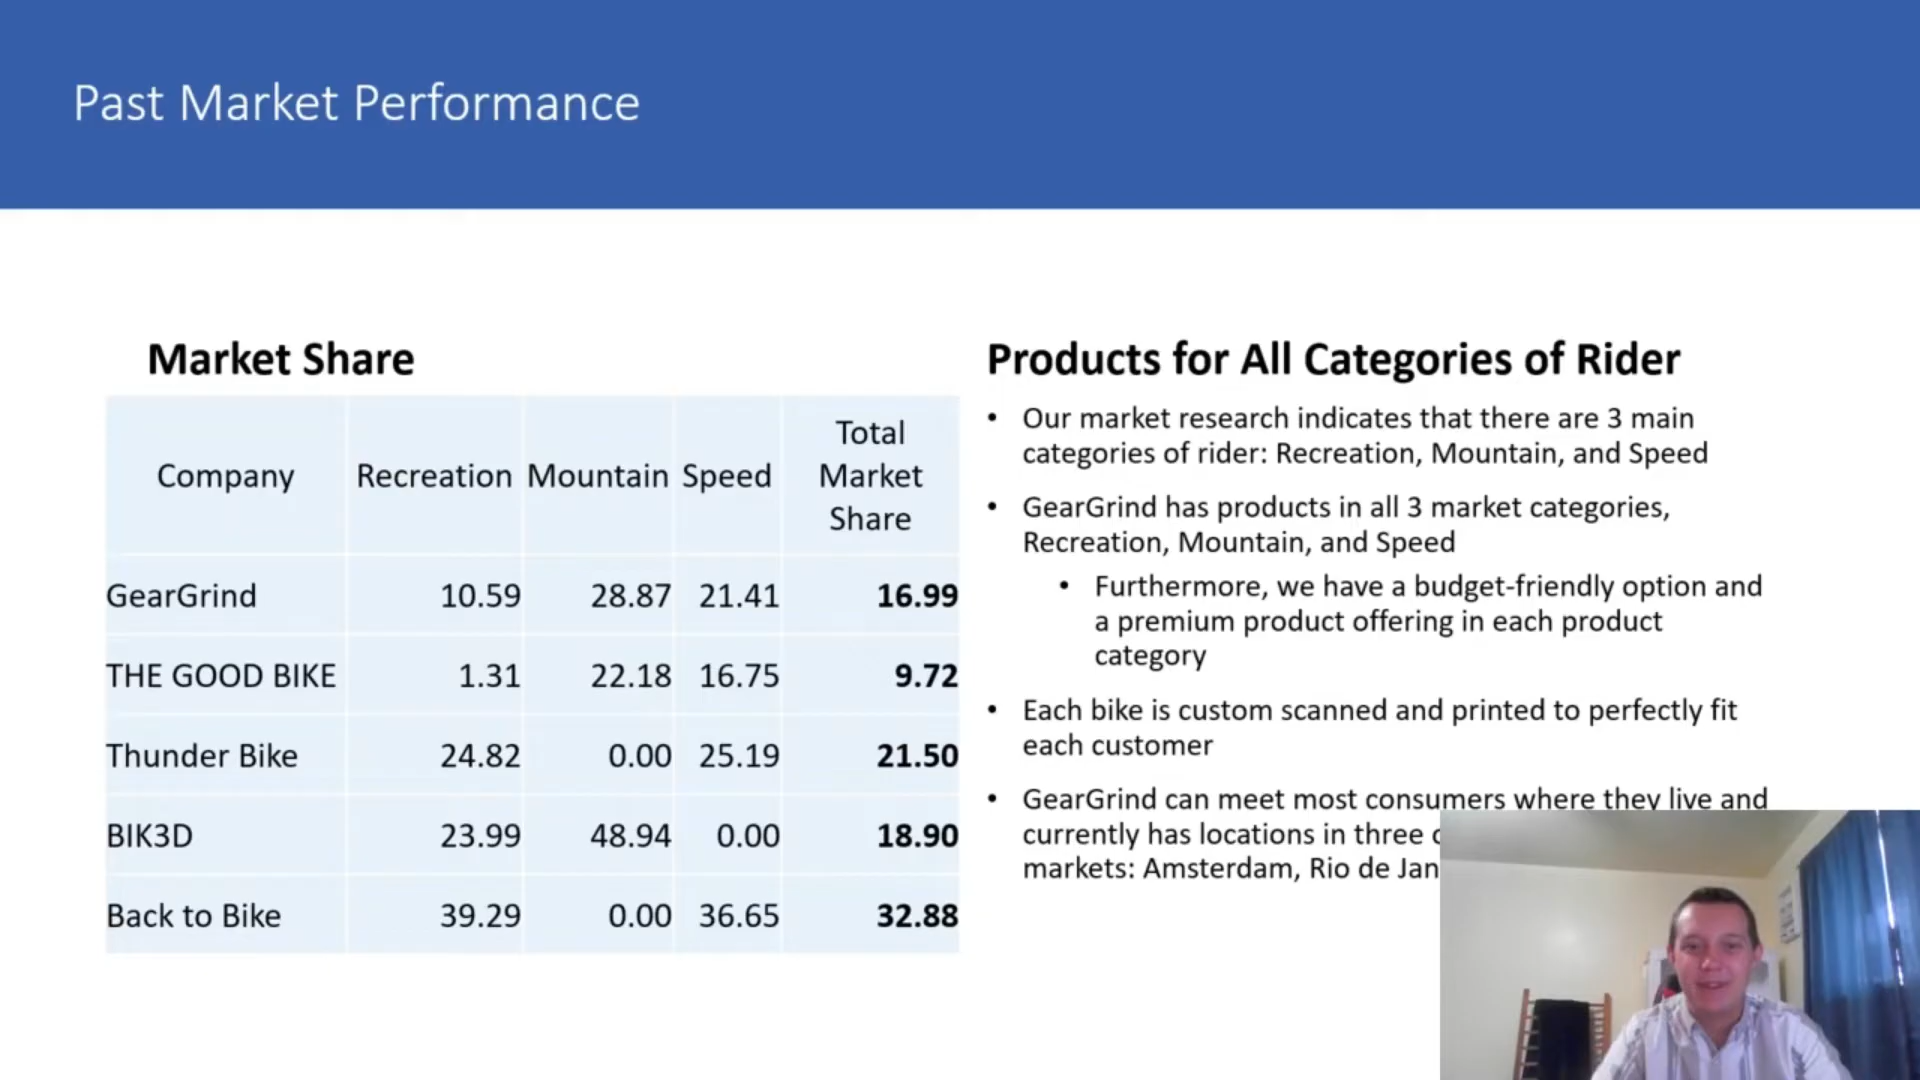 Past Market Performance
Market Share
Company Recreation Mountain Speed Total Market Share
GearGrind 10.59 28.87 21.41 16.99
THE GOOD BIKE 1.31 22.18 16.75 9.72
Thunder Bike 24.82 0.00 25.19 21.50
BIK3D 23.99 48.94 0.00 18.90
Back to Bike 39.29 0.00 36.65 32.88
Products for All Categories of Rider
• Our market research indicates that there are 3 main
categories of rider: Recreation, Mountain, and Speed
• GearGrind has products in all 3 market categories,
Recreation, Mountain, and Speed
• Furthermore, we have a budget-friendly option and
a premium product offering in each product
category
• Each bike is custom scanned and printed to perfectly fit
each customer
• GearGrind can meet most consumers where they live and
currently has locations in three
markets: Amsterdam, Rio de